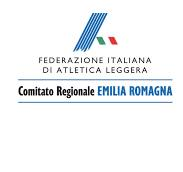 FEDERAZIONE ITALIANA
DI ATLETICA LEGGERA
Comitato Regionale EMILIA ROMAGNA